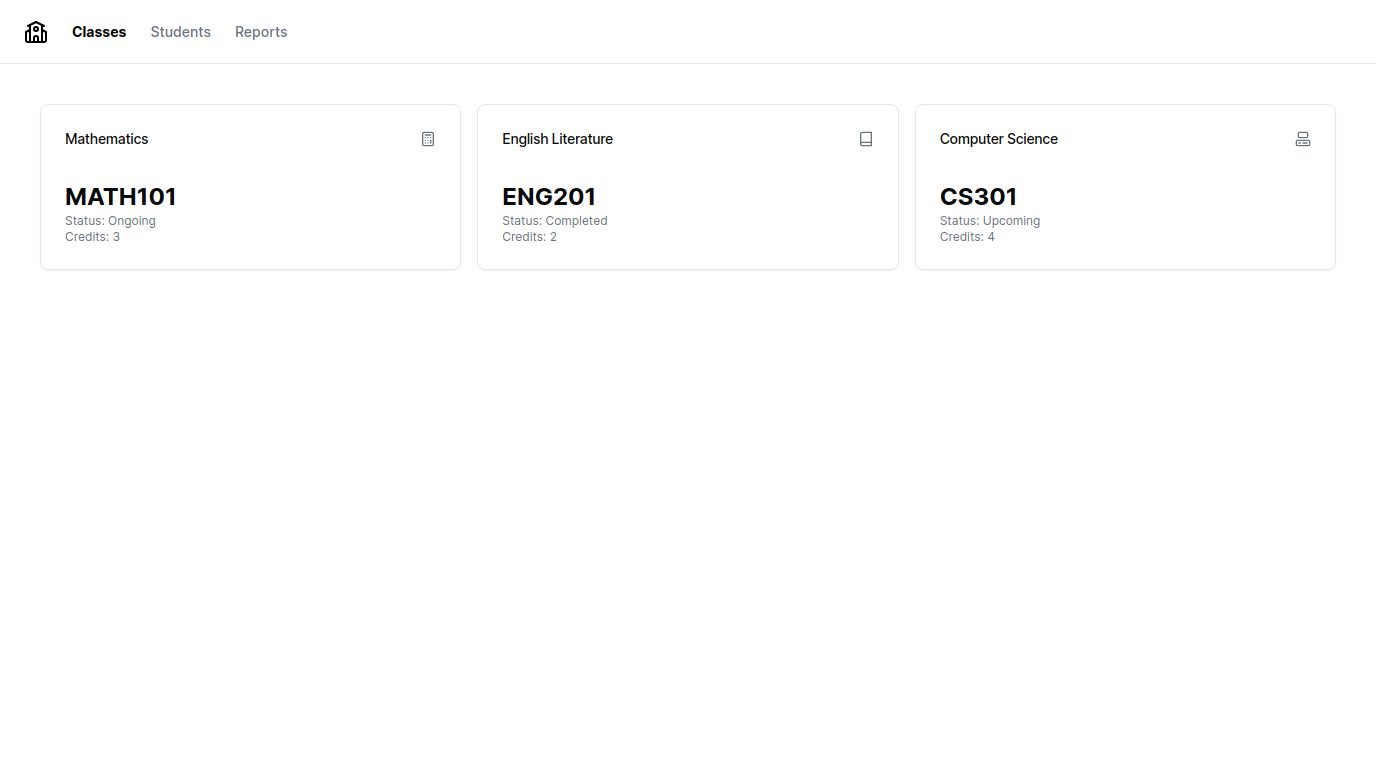 Classes Students Reports
Mathematics
MATH101
Status: Ongoing
Credits: 3
English Literature
ENG201
Status: Completed
Credits: 2
Computer Science
CS301
Status: Upcoming
Credits: 4